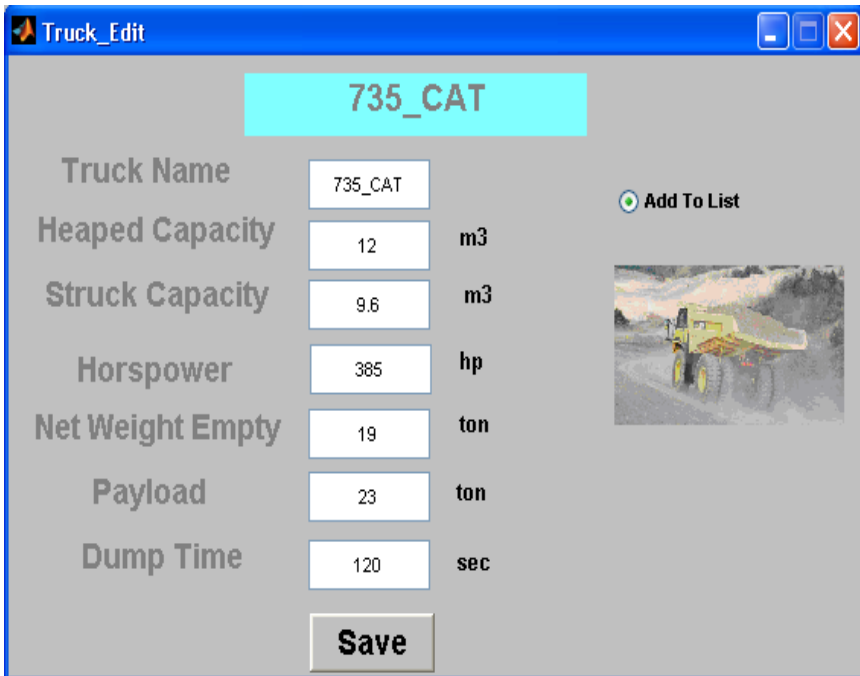 Truck_Edit
735_CAT
Truck Name 735_CAT
Add To List
Heaped Capacity 12 m3
Struck Capacity 9.6 m3
Horspower 385 hp
Net Weight Empty 19 ton
Payload 23 ton
Dump Time 120 sec
Save